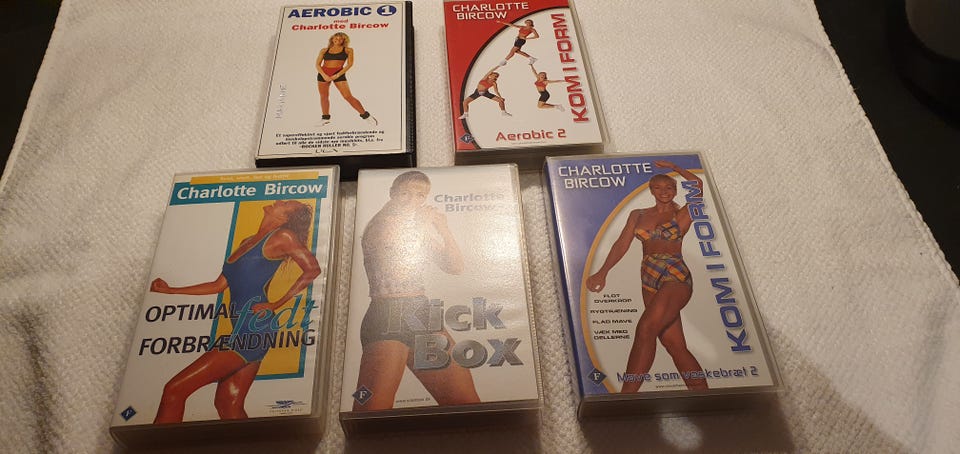 AEROBIC 1
med
Charlotte Bircow
CHARLOTTE
BIRCOW
KOM I FORM
Aerobic 2
F
Charlotte Bircow
OPTIMAL fedt
FORBRÆNDNING
F
Charlotte
Bircow
Kick
Box
F
CHARLOTTE
BIRCOW
KOM I FORM
FLOT
OVERKROP
RYGTRÆNING
FLAD MAVE
VÆK MED
DELLERNE
F
Mave som vaskebræt 2